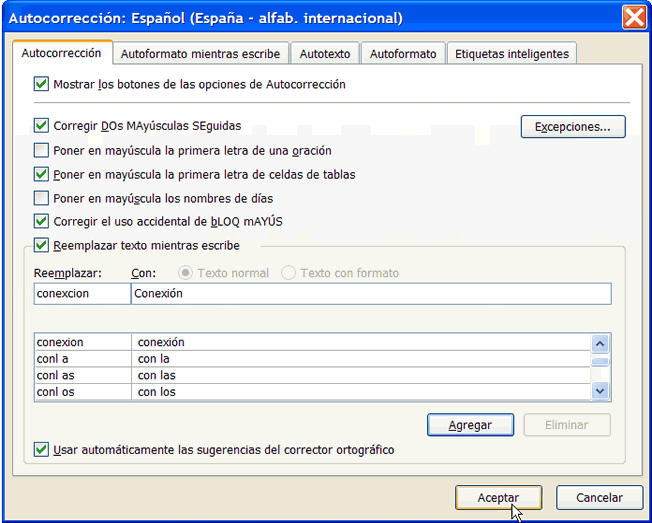 Autocorrección: Español (España - alfab. internacional)
Autocorrección Autoformato mientras escribe Autotexto Autoformato Etiquetas inteligentes
Mostrar los botones de las opciones de Autocorrección
Corregir DOs MAyúsculas SEguidas Excepciones...
Poner en mayúscula la primera letra de una oración
Poner en mayúscula la primera letra de celdas de tablas
Poner en mayúscula los nombres de días
Corregir el uso accidental de bLOQ mAYÚS
Reemplazar texto mientras escribe
Reemplazar: Con: Texto normal Texto con formato
conexcion Conexión
conexion conexión
conl a con la
conl as con las
conl os con los
Agregar Eliminar
Usar automáticamente las sugerencias del corrector ortográfico
Aceptar Cancelar